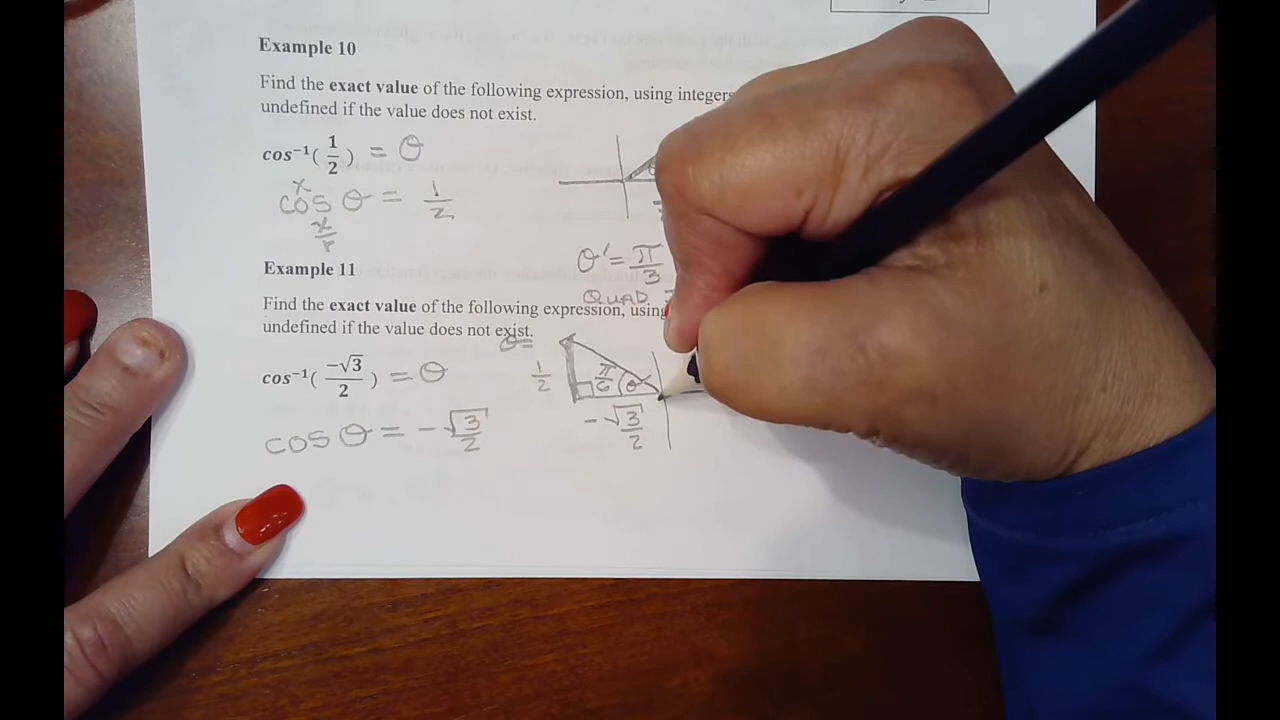 Example 10
Find the exact value of the following expression, using integers
undefined if the value does not exist.
cos⁻¹(1/2) = θ
x
cos θ = 1/2
x/r
θ' = π/3
QUAD
Example 11
Find the exact value of the following expression, using
undefined if the value does not exist.
θ=
cos⁻¹(-√3/2) = θ
1/2
π/6
θ'
-√3/2
cos θ = -√3/2